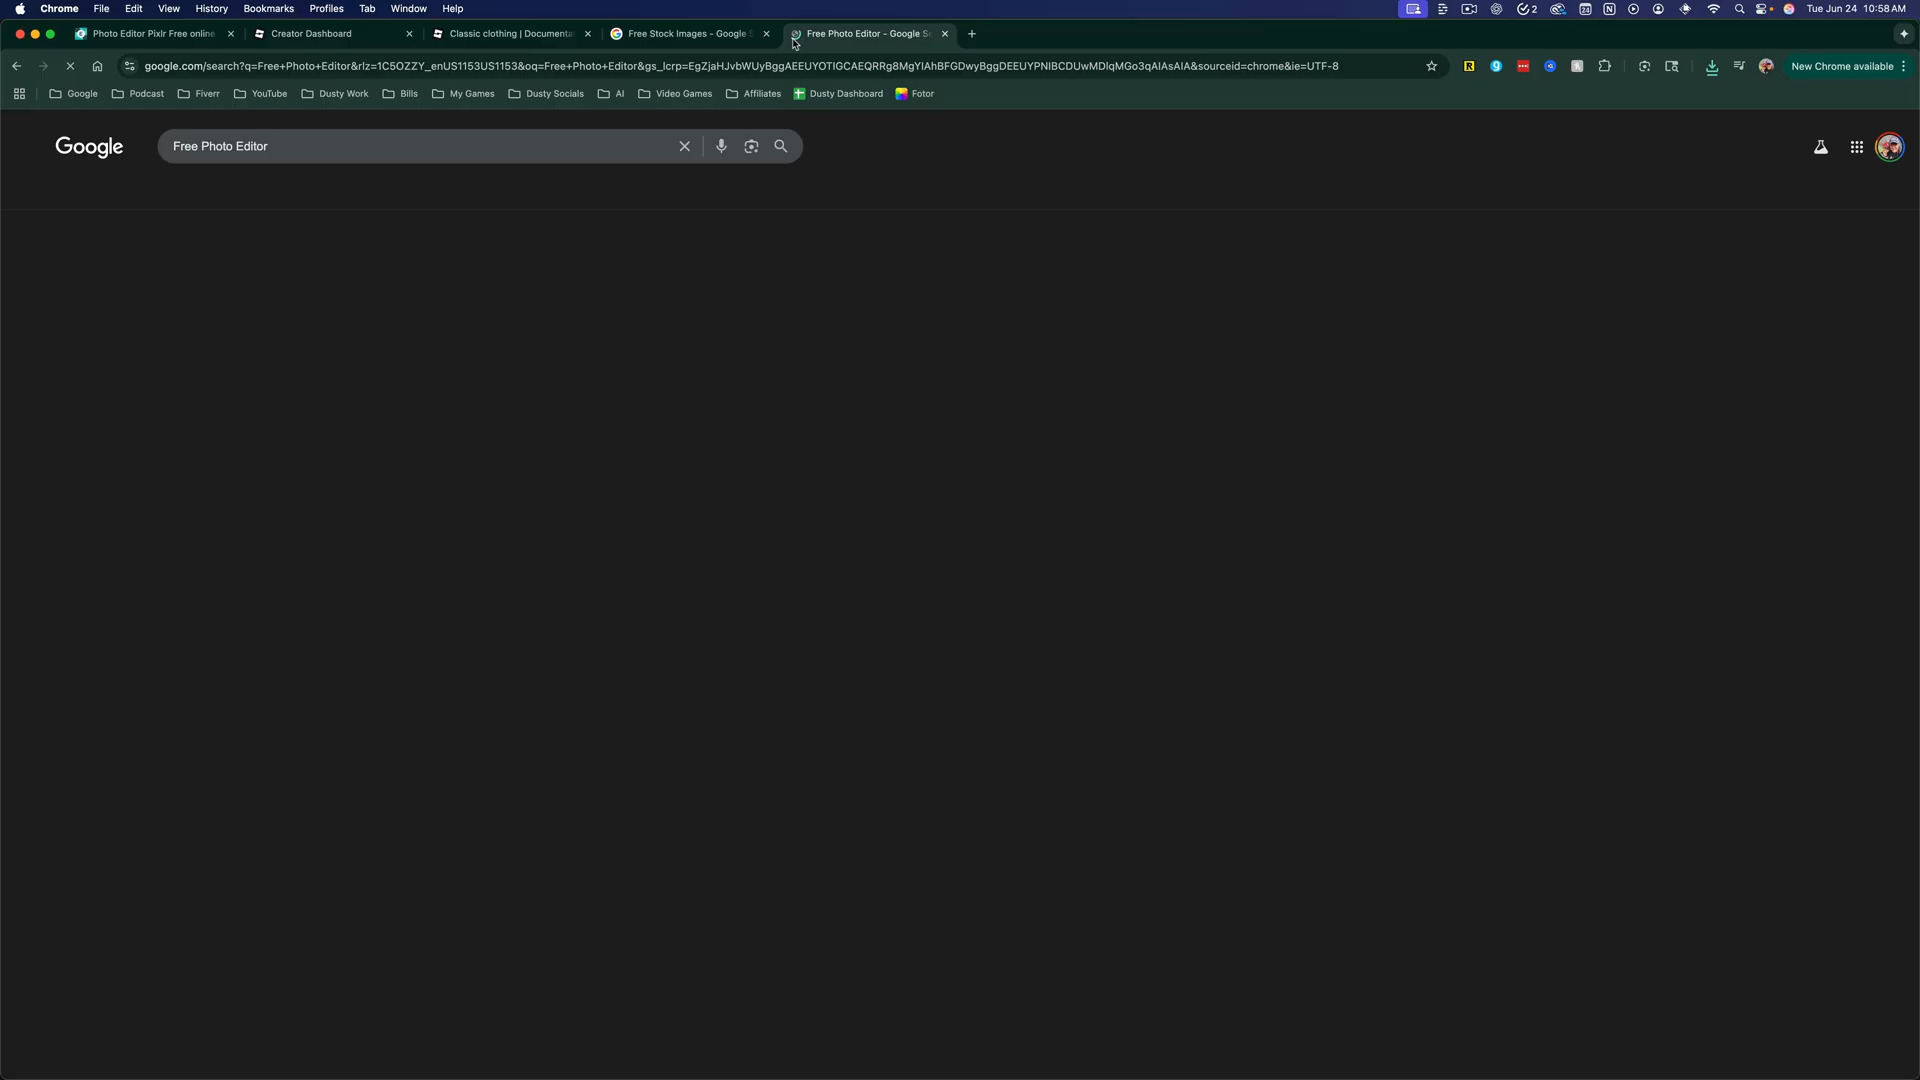 Chrome File Edit View History Bookmarks Profiles Tab Window Help 2 24 Tue Jun 24 10:58 AM
Photo Editor Pixlr Free online Creator Dashboard Classic clothing | Documenta Free Stock Images - Google S Free Photo Editor - Google Se
google.com/search?q=Free+Photo+Editor&rlz=1C5OZZY_enUS1153US1153&oq=Free+Photo+Editor&gs_lcrp=EgZjaHJvbWUyBggAEEUYOTIGCAEQRRg8MgYIAhBFGDwyBggDEEUYPNIBCDUwMDlqMGo3qAIAsAIA&sourceid=chrome&ie=UTF-8 New Chrome available
Google Podcast Fiverr YouTube Dusty Work Bills My Games Dusty Socials AI Video Games Affiliates Dusty Dashboard Fotor
Google Free Photo Editor